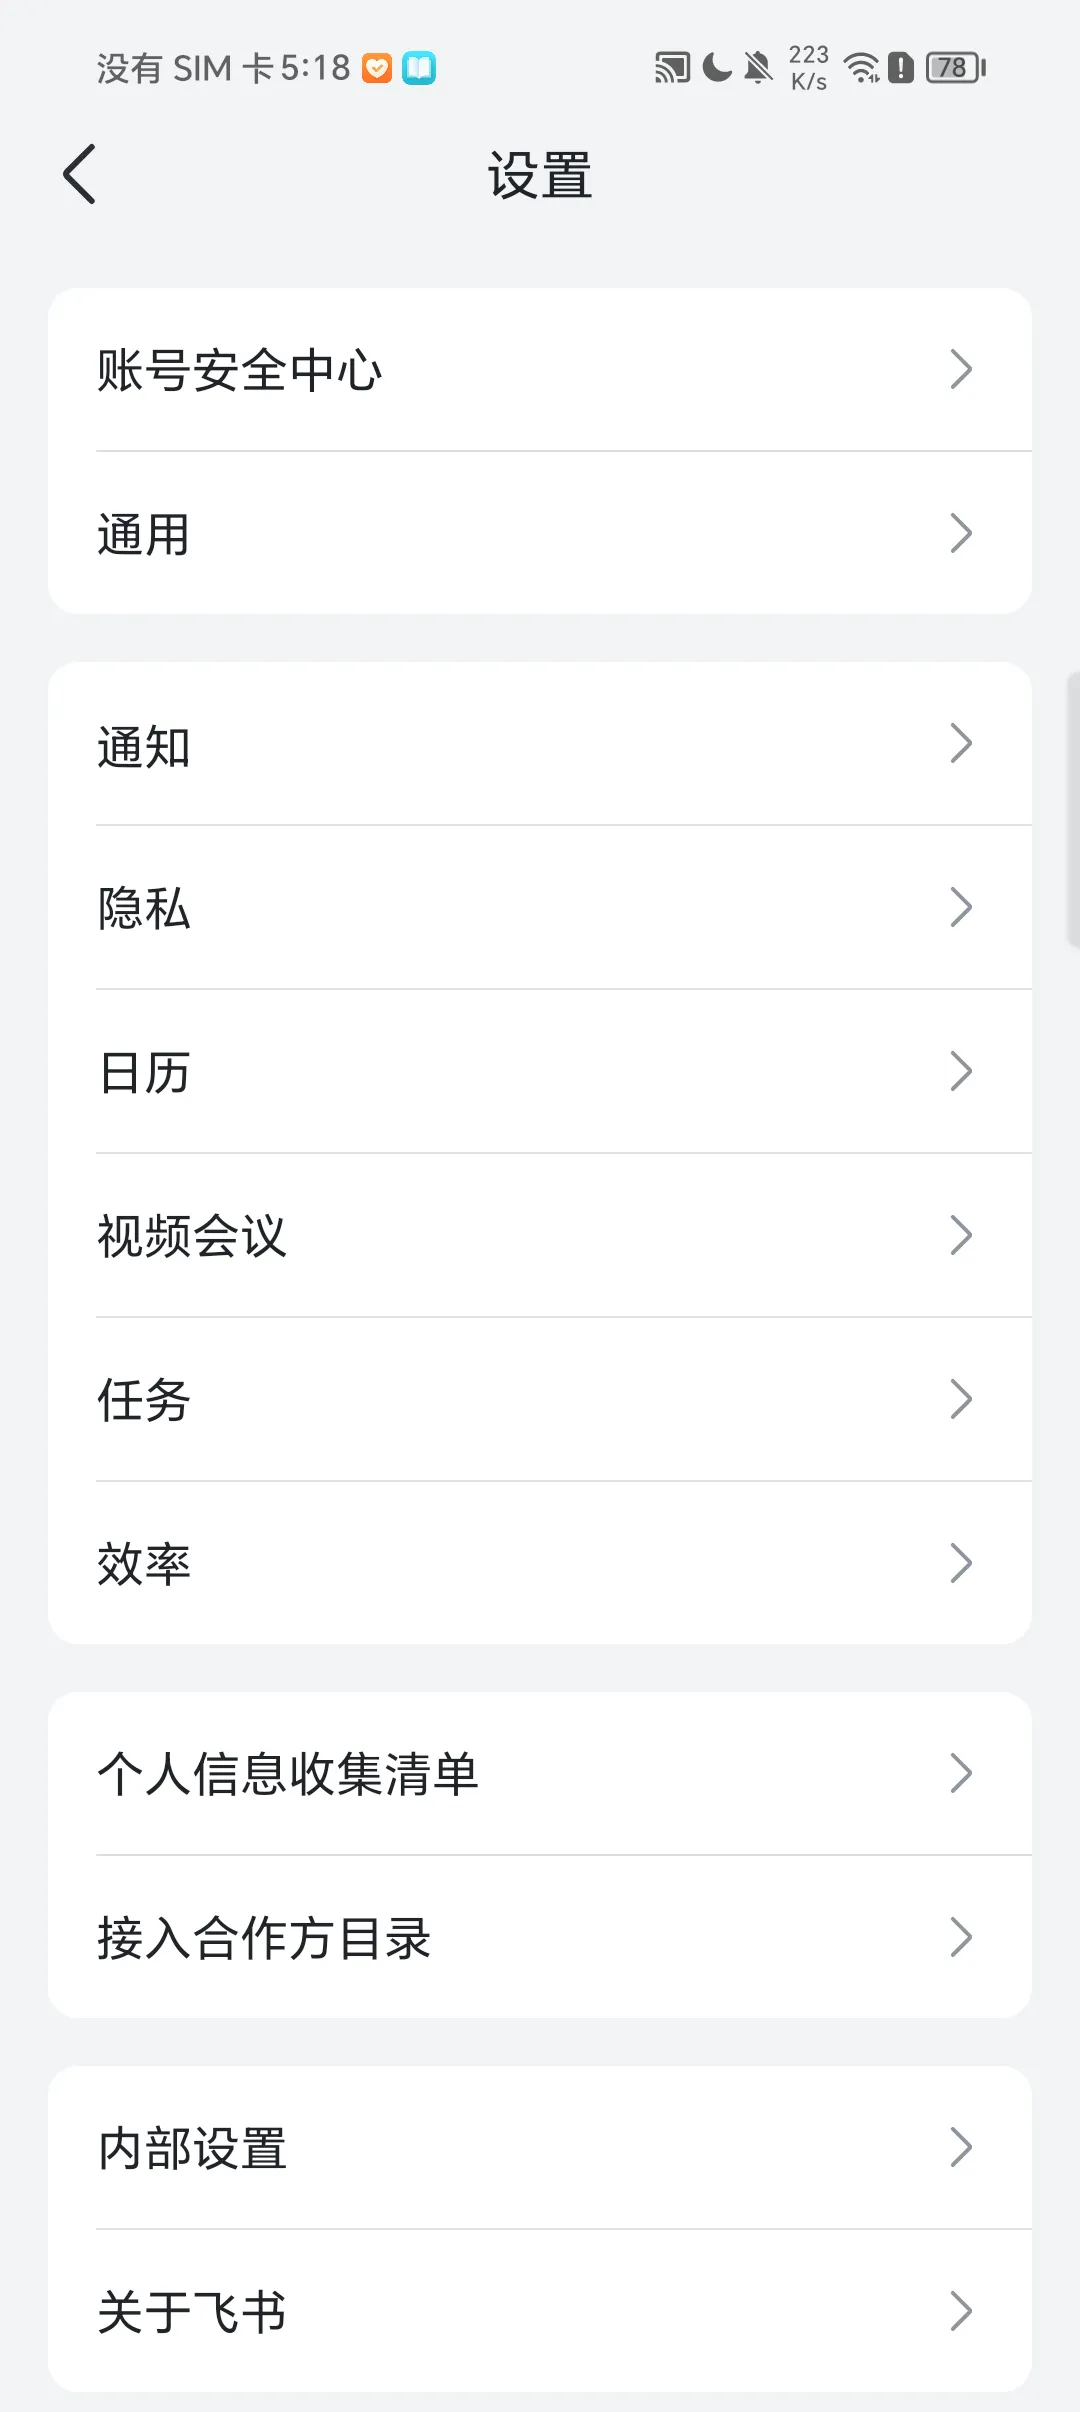 没有 SIM 卡 5:18
223 K/s
78
设置
账号安全中心
通用
通知
隐私
日历
视频会议
任务
效率
个人信息收集清单
接入合作方目录
内部设置
关于飞书